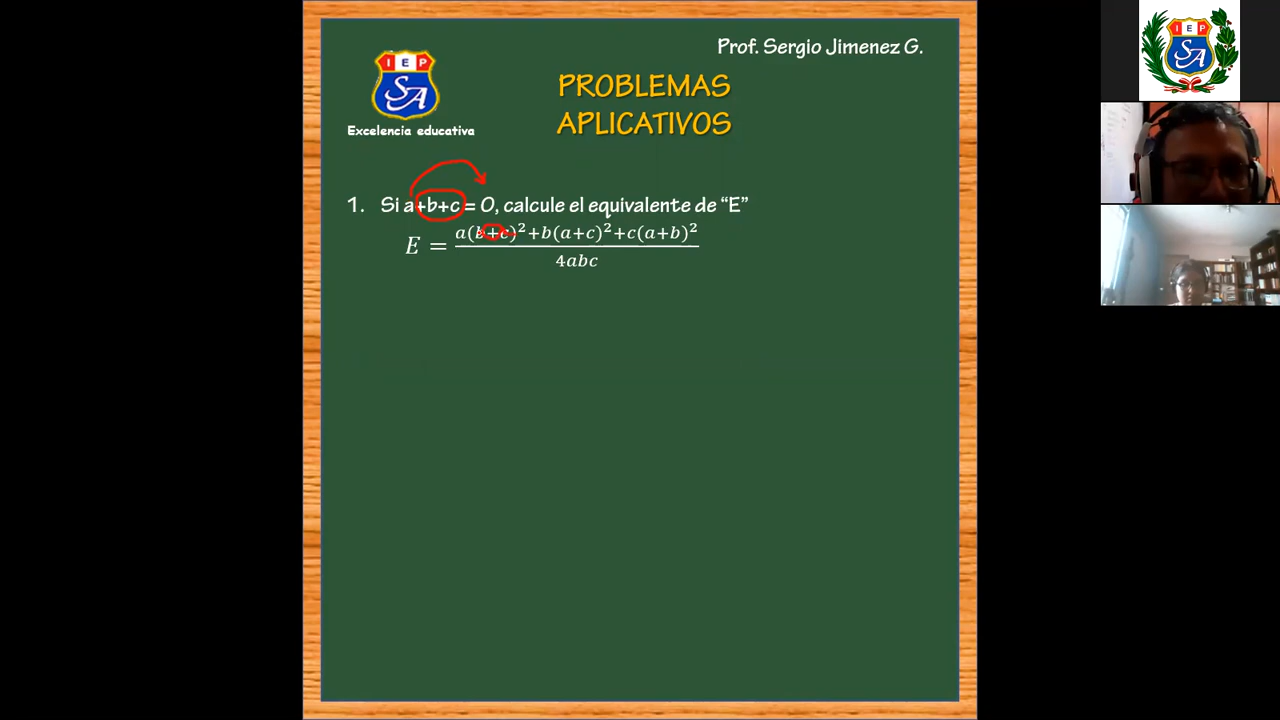 Prof. Sergio Jimenez G.
I E P
SA
Excelencia educativa
PROBLEMAS
APLICATIVOS
1. Si a+b+c = 0, calcule el equivalente de “E”
E = a(b+c)²+b(a+c)²+c(a+b)²
4abc
I E P
SA